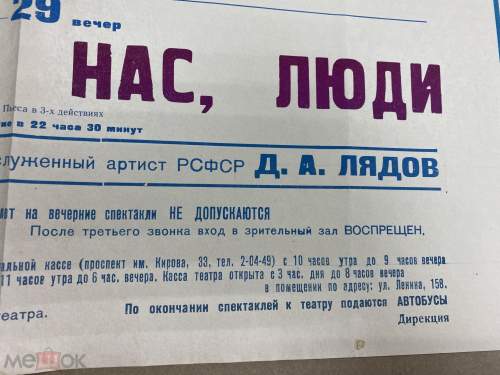 29 вечер
НАС, ЛЮДИ
Пьеса в 3-х действиях
в 22 часа 30 минут
служенный артист РСФСР Д. А. ЛЯДОВ
лет на вечерние спектакли НЕ ДОПУСКАЮТСЯ
После третьего звонка вход в зрительный зал ВОСПРЕЩЕН,
альной кассе (проспект им. Кирова, 33, тел. 2-04-49) с 10 часов утра до 9 часов вечера
11 часов утра до 6 час. вечера. Касса театра открыта с 3 час. дня до 8 часов вечера
в помещении по адресу: ул. Ленина, 158.
театра. По окончании спектаклей к театру подаются АВТОБУСЫ
Дирекция
мешок